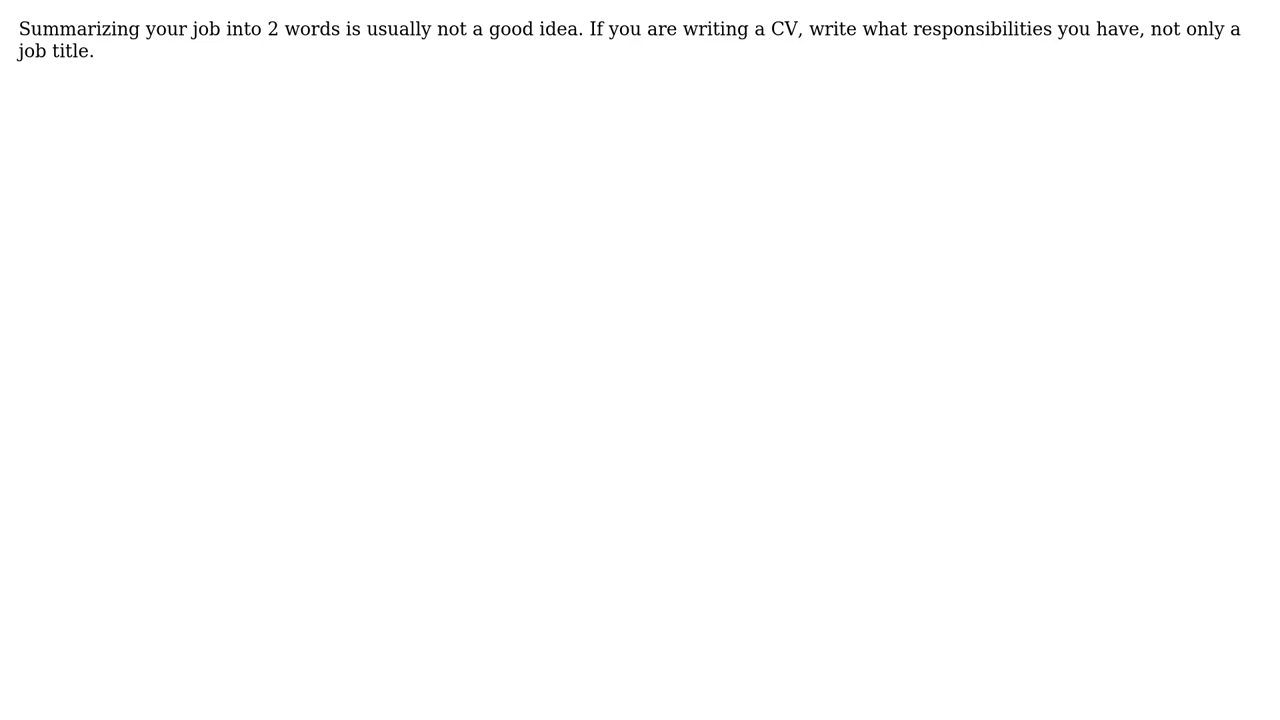 Summarizing your job into 2 words is usually not a good idea. If you are writing a CV, write what responsibilities you have, not only a
job title.